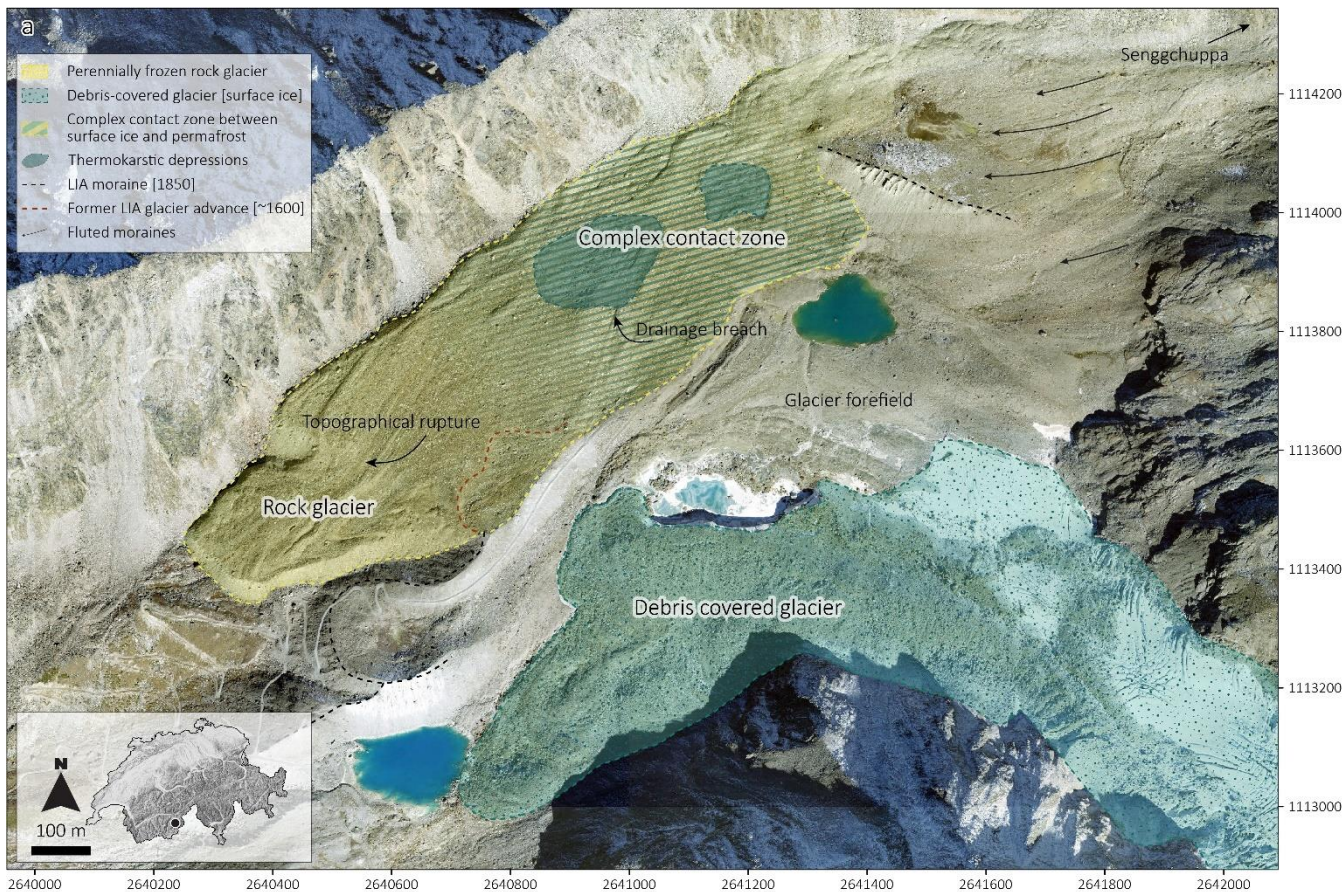 a
Perennially frozen rock glacier
Debris-covered glacier [surface ice]
Complex contact zone between
surface ice and permafrost
Thermokarstic depressions
LIA moraine [1850]
Former LIA glacier advance [~1600]
Fluted moraines
Senggchuppa
Complex contact zone
Drainage breach
Glacier forefield
Topographical rupture
Rock glacier
Debris covered glacier
N
100 m
1114200
1114000
1113800
1113600
1113400
1113200
1113000
2640000
2640200
2640400
2640600
2640800
2641000
2641200
2641400
2641600
2641800
2642000